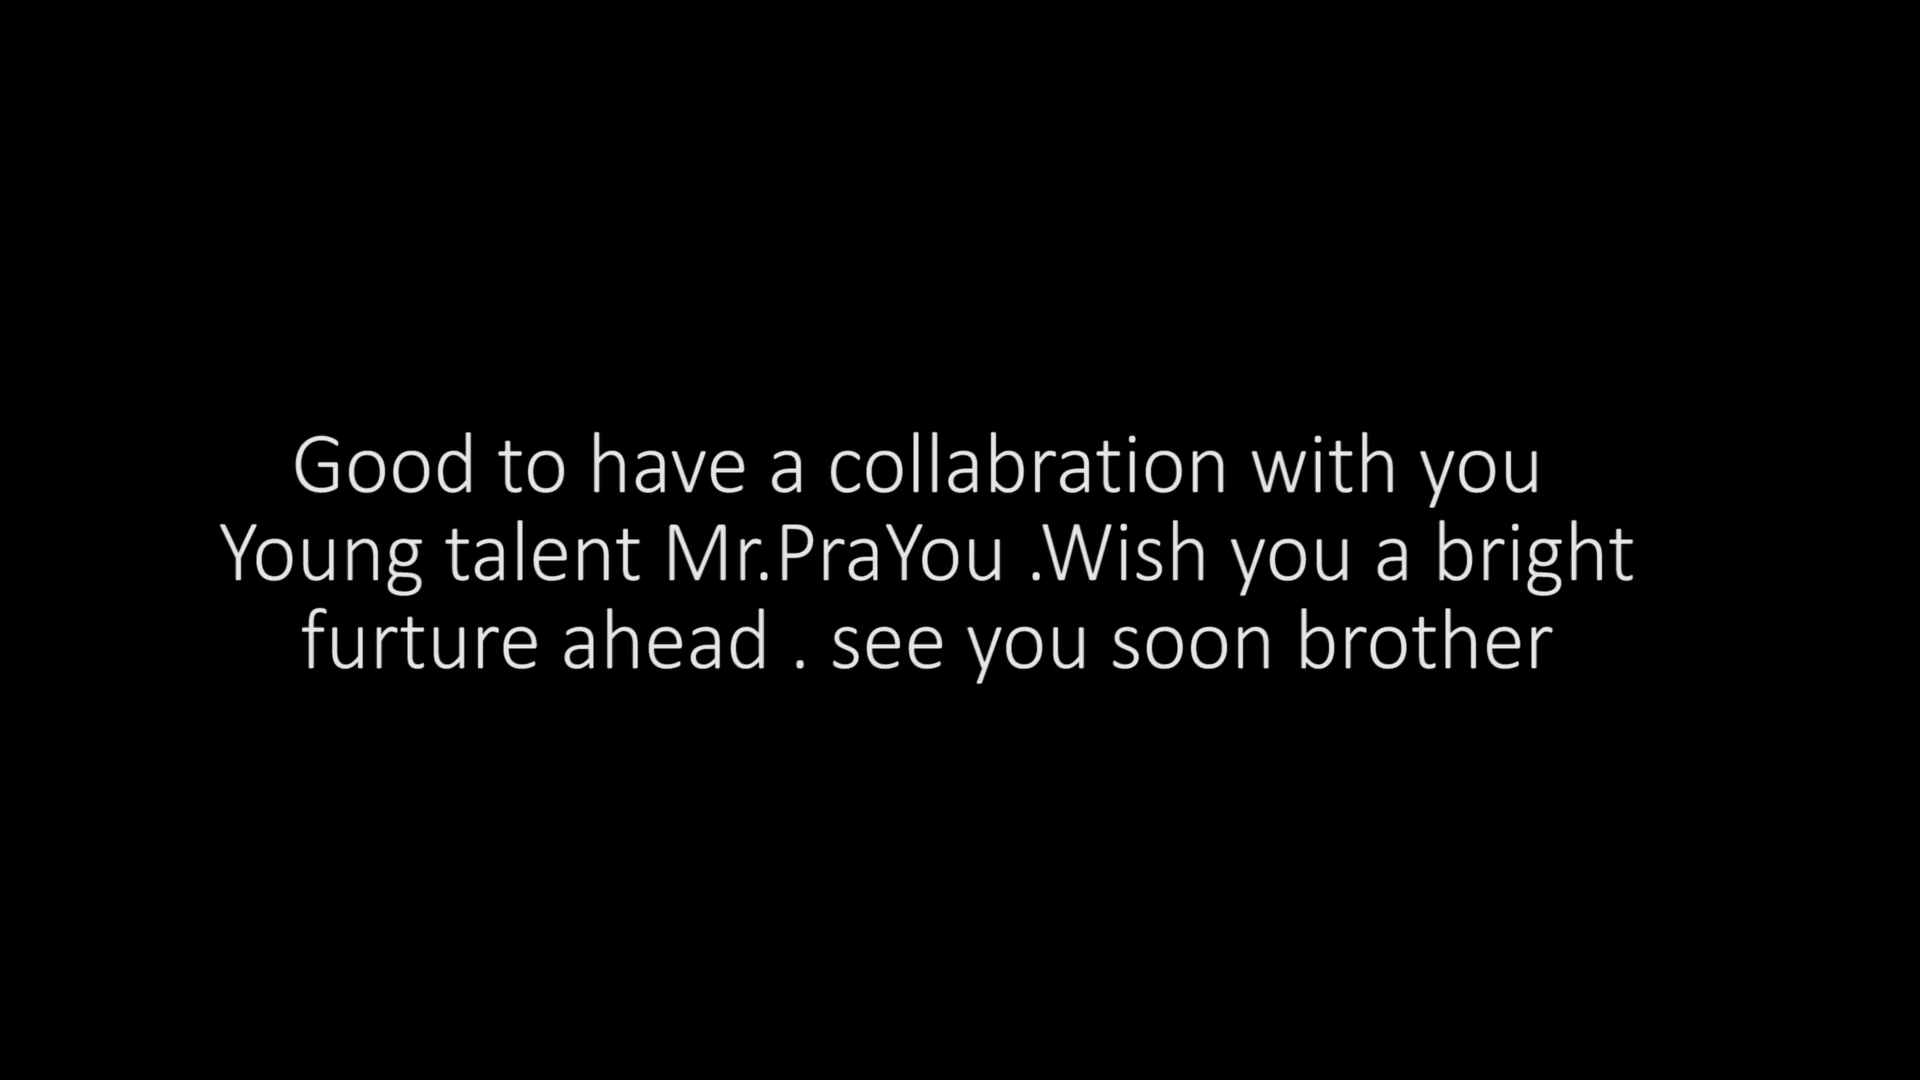 Good to have a collabration with you
Young talent Mr.PraYou .Wish you a bright
furture ahead . see you soon brother